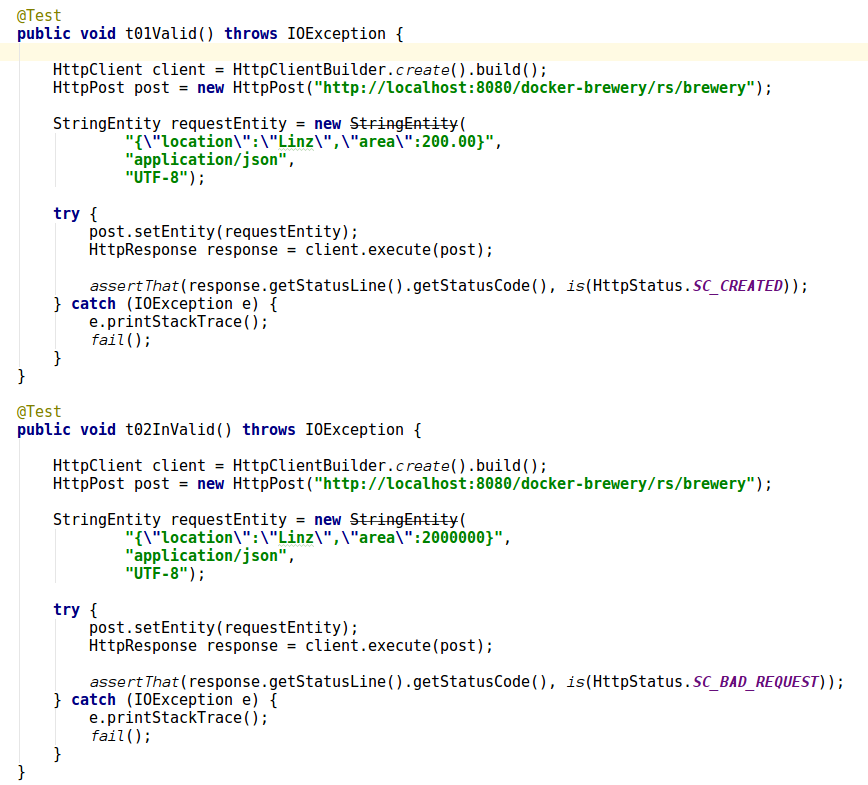 @Test
public void t01Valid() throws IOException {
HttpClient client = HttpClientBuilder.create().build();
HttpPost post = new HttpPost("http://localhost:8080/docker-brewery/rs/brewery");
StringEntity requestEntity = new StringEntity(
"{\"location\":\"Linz\",\"area\":200.00}",
"application/json",
"UTF-8");
try {
post.setEntity(requestEntity);
HttpResponse response = client.execute(post);
assertThat(response.getStatusLine().getStatusCode(), is(HttpStatus.SC_CREATED));
} catch (IOException e) {
e.printStackTrace();
fail();
}
}
@Test
public void t02InValid() throws IOException {
HttpClient client = HttpClientBuilder.create().build();
HttpPost post = new HttpPost("http://localhost:8080/docker-brewery/rs/brewery");
StringEntity requestEntity = new StringEntity(
"{\"location\":\"Linz\",\"area\":2000000}",
"application/json",
"UTF-8");
try {
post.setEntity(requestEntity);
HttpResponse response = client.execute(post);
assertThat(response.getStatusLine().getStatusCode(), is(HttpStatus.SC_BAD_REQUEST));
} catch (IOException e) {
e.printStackTrace();
fail();
}
}